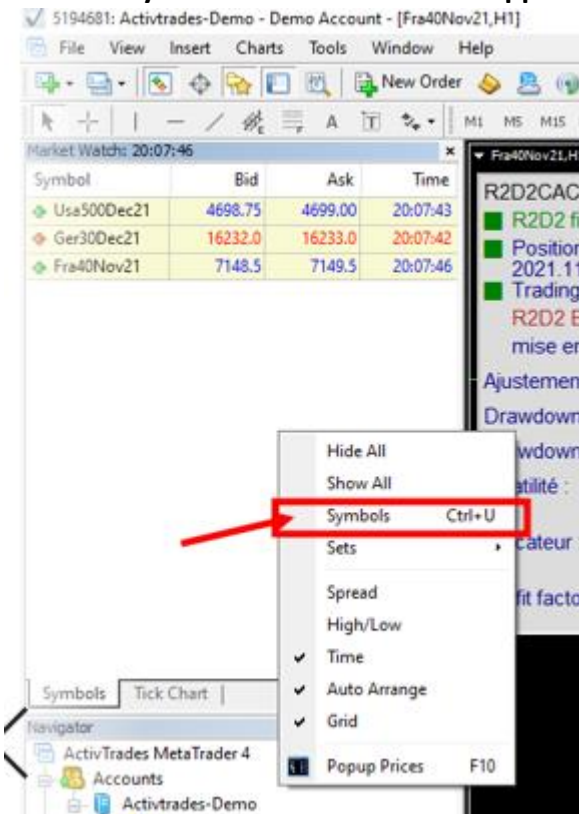 5194681: Activtrades-Demo - Demo Account - [Fra40Nov21,H1]
File View Insert Charts Tools Window Help
New Order
A T M1 M5 M15
Market Watch: 20:07:46
Symbol Bid Ask Time
Usa500Dec21 4698.75 4699.00 20:07:43
Ger30Dec21 16232.0 16233.0 20:07:42
Fra40Nov21 7148.5 7149.5 20:07:46
Fra40Nov21,H
R2D2CAC
R2D2 fi
Position
2021.11
Trading
R2D2 E
mise en
Ajustemen
Drawdown
wdown
atilité :
cateur
fit facto
Hide All
Show All
Symbols Ctrl+U
Sets
Spread
High/Low
Time
Auto Arrange
Grid
Popup Prices F10
Symbols Tick Chart
Navigator
ActivTrades MetaTrader 4
Accounts
Activtrades-Demo